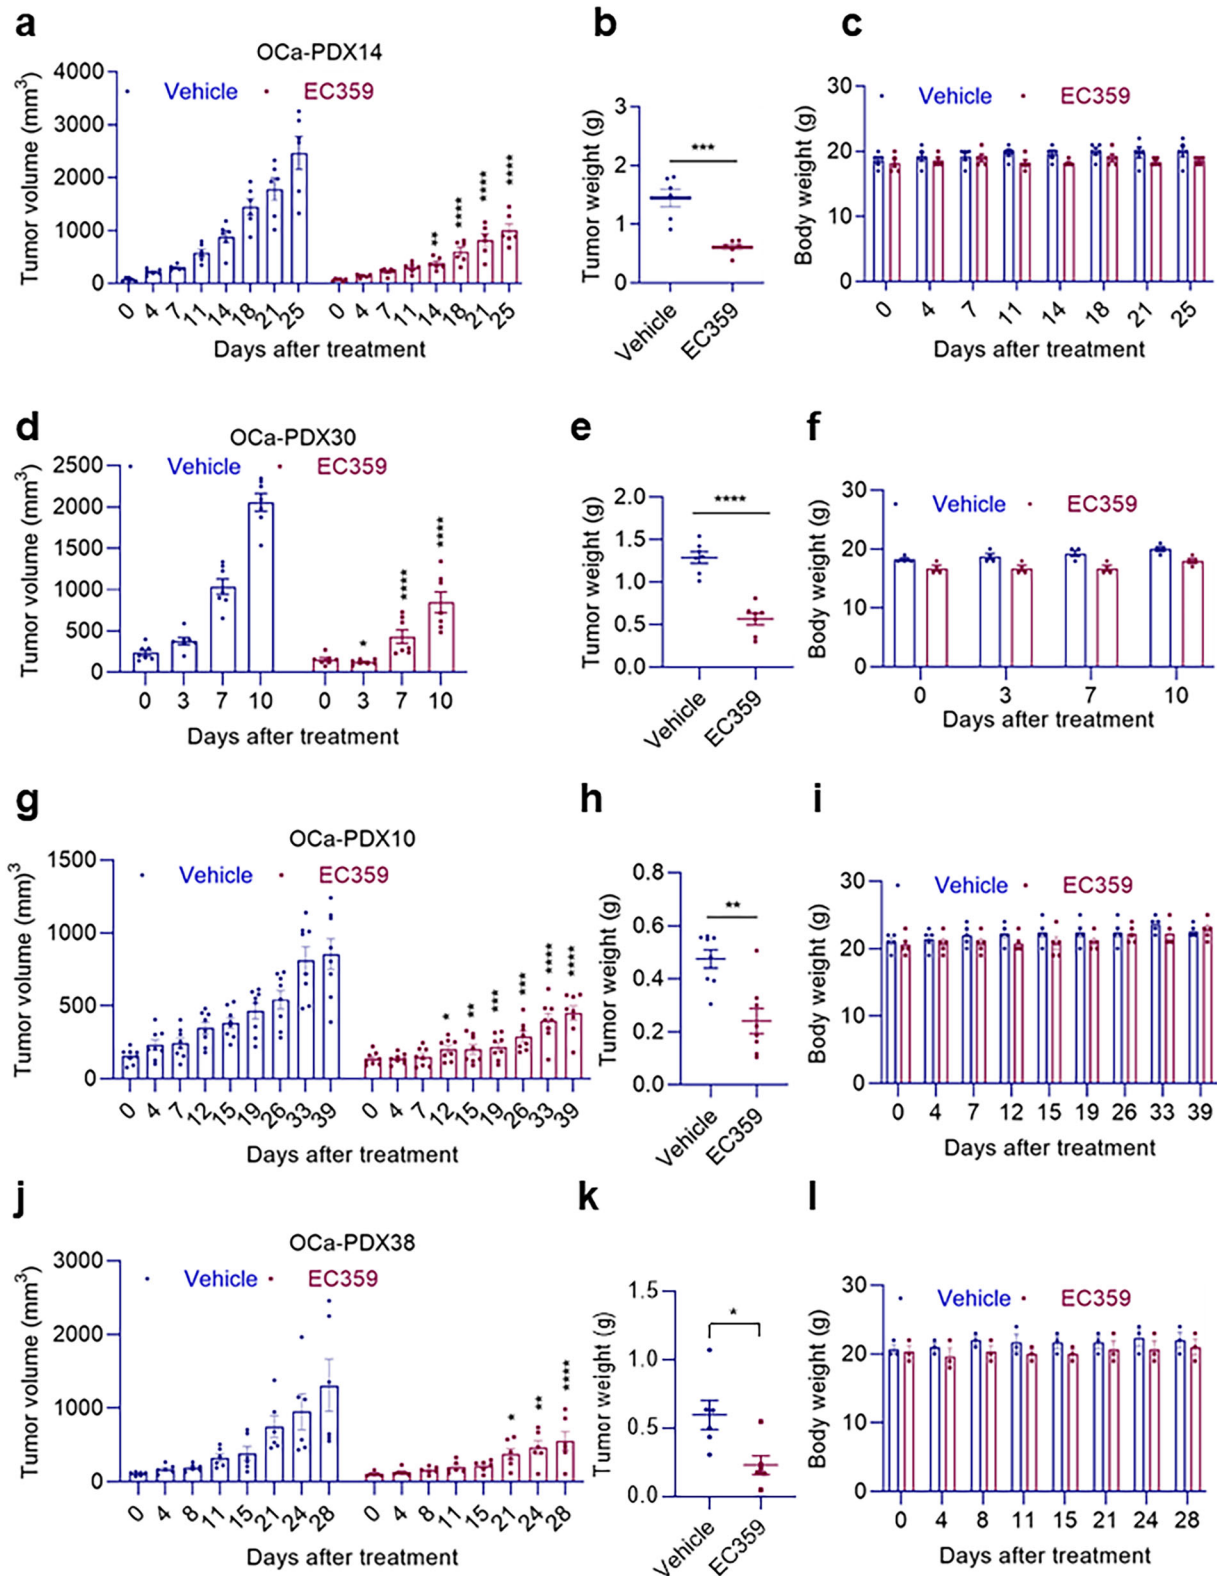 a
OCa-PDX14
Tumor volume (mm³)
4000
3000
2000
1000
0
Vehicle
EC359
**
****
****
****
0 4 7 11 14 18 21 25 0 4 7 11 14 18 21 25
Days after treatment
b
Tumor weight (g)
3
2
1
0
***
Vehicle EC359
c
Body weight (g)
30
20
10
0
Vehicle
EC359
0 4 7 11 14 18 21 25
Days after treatment
d
OCa-PDX30
Tumor volume (mm³)
2500
2000
1500
1000
500
0
Vehicle
EC359
*
****
****
0 3 7 10 0 3 7 10
Days after treatment
e
Tumor weight (g)
2.0
1.5
1.0
0.5
0.0
****
Vehicle EC359
f
Body weight (g)
30
20
10
0
Vehicle
EC359
0 3 7 10
Days after treatment
g
OCa-PDX10
Tumor volume (mm)³
1500
1000
500
0
Vehicle
EC359
*
**
***
***
****
****
0 4 7 12 15 19 26 33 39 0 4 7 12 15 19 26 33 39
Days after treatment
h
Tumor weight (g)
0.8
0.6
0.4
0.2
0.0
**
Vehicle EC359
i
Body weight (g)
30
20
10
0
Vehicle
EC359
0 4 7 12 15 19 26 33 39
Days after treatment
j
OCa-PDX38
Tumor volume (mm³)
3000
2000
1000
0
Vehicle
EC359
*
**
****
0 4 8 11 15 21 24 28 0 4 8 11 15 21 24 28
Days after treatment
k
Tumor weight (g)
1.5
1.0
0.5
0.0
*
Vehicle EC359
l
Body weight (g)
30
20
10
0
Vehicle
EC359
0 4 8 11 15 21 24 28
Days after treatment